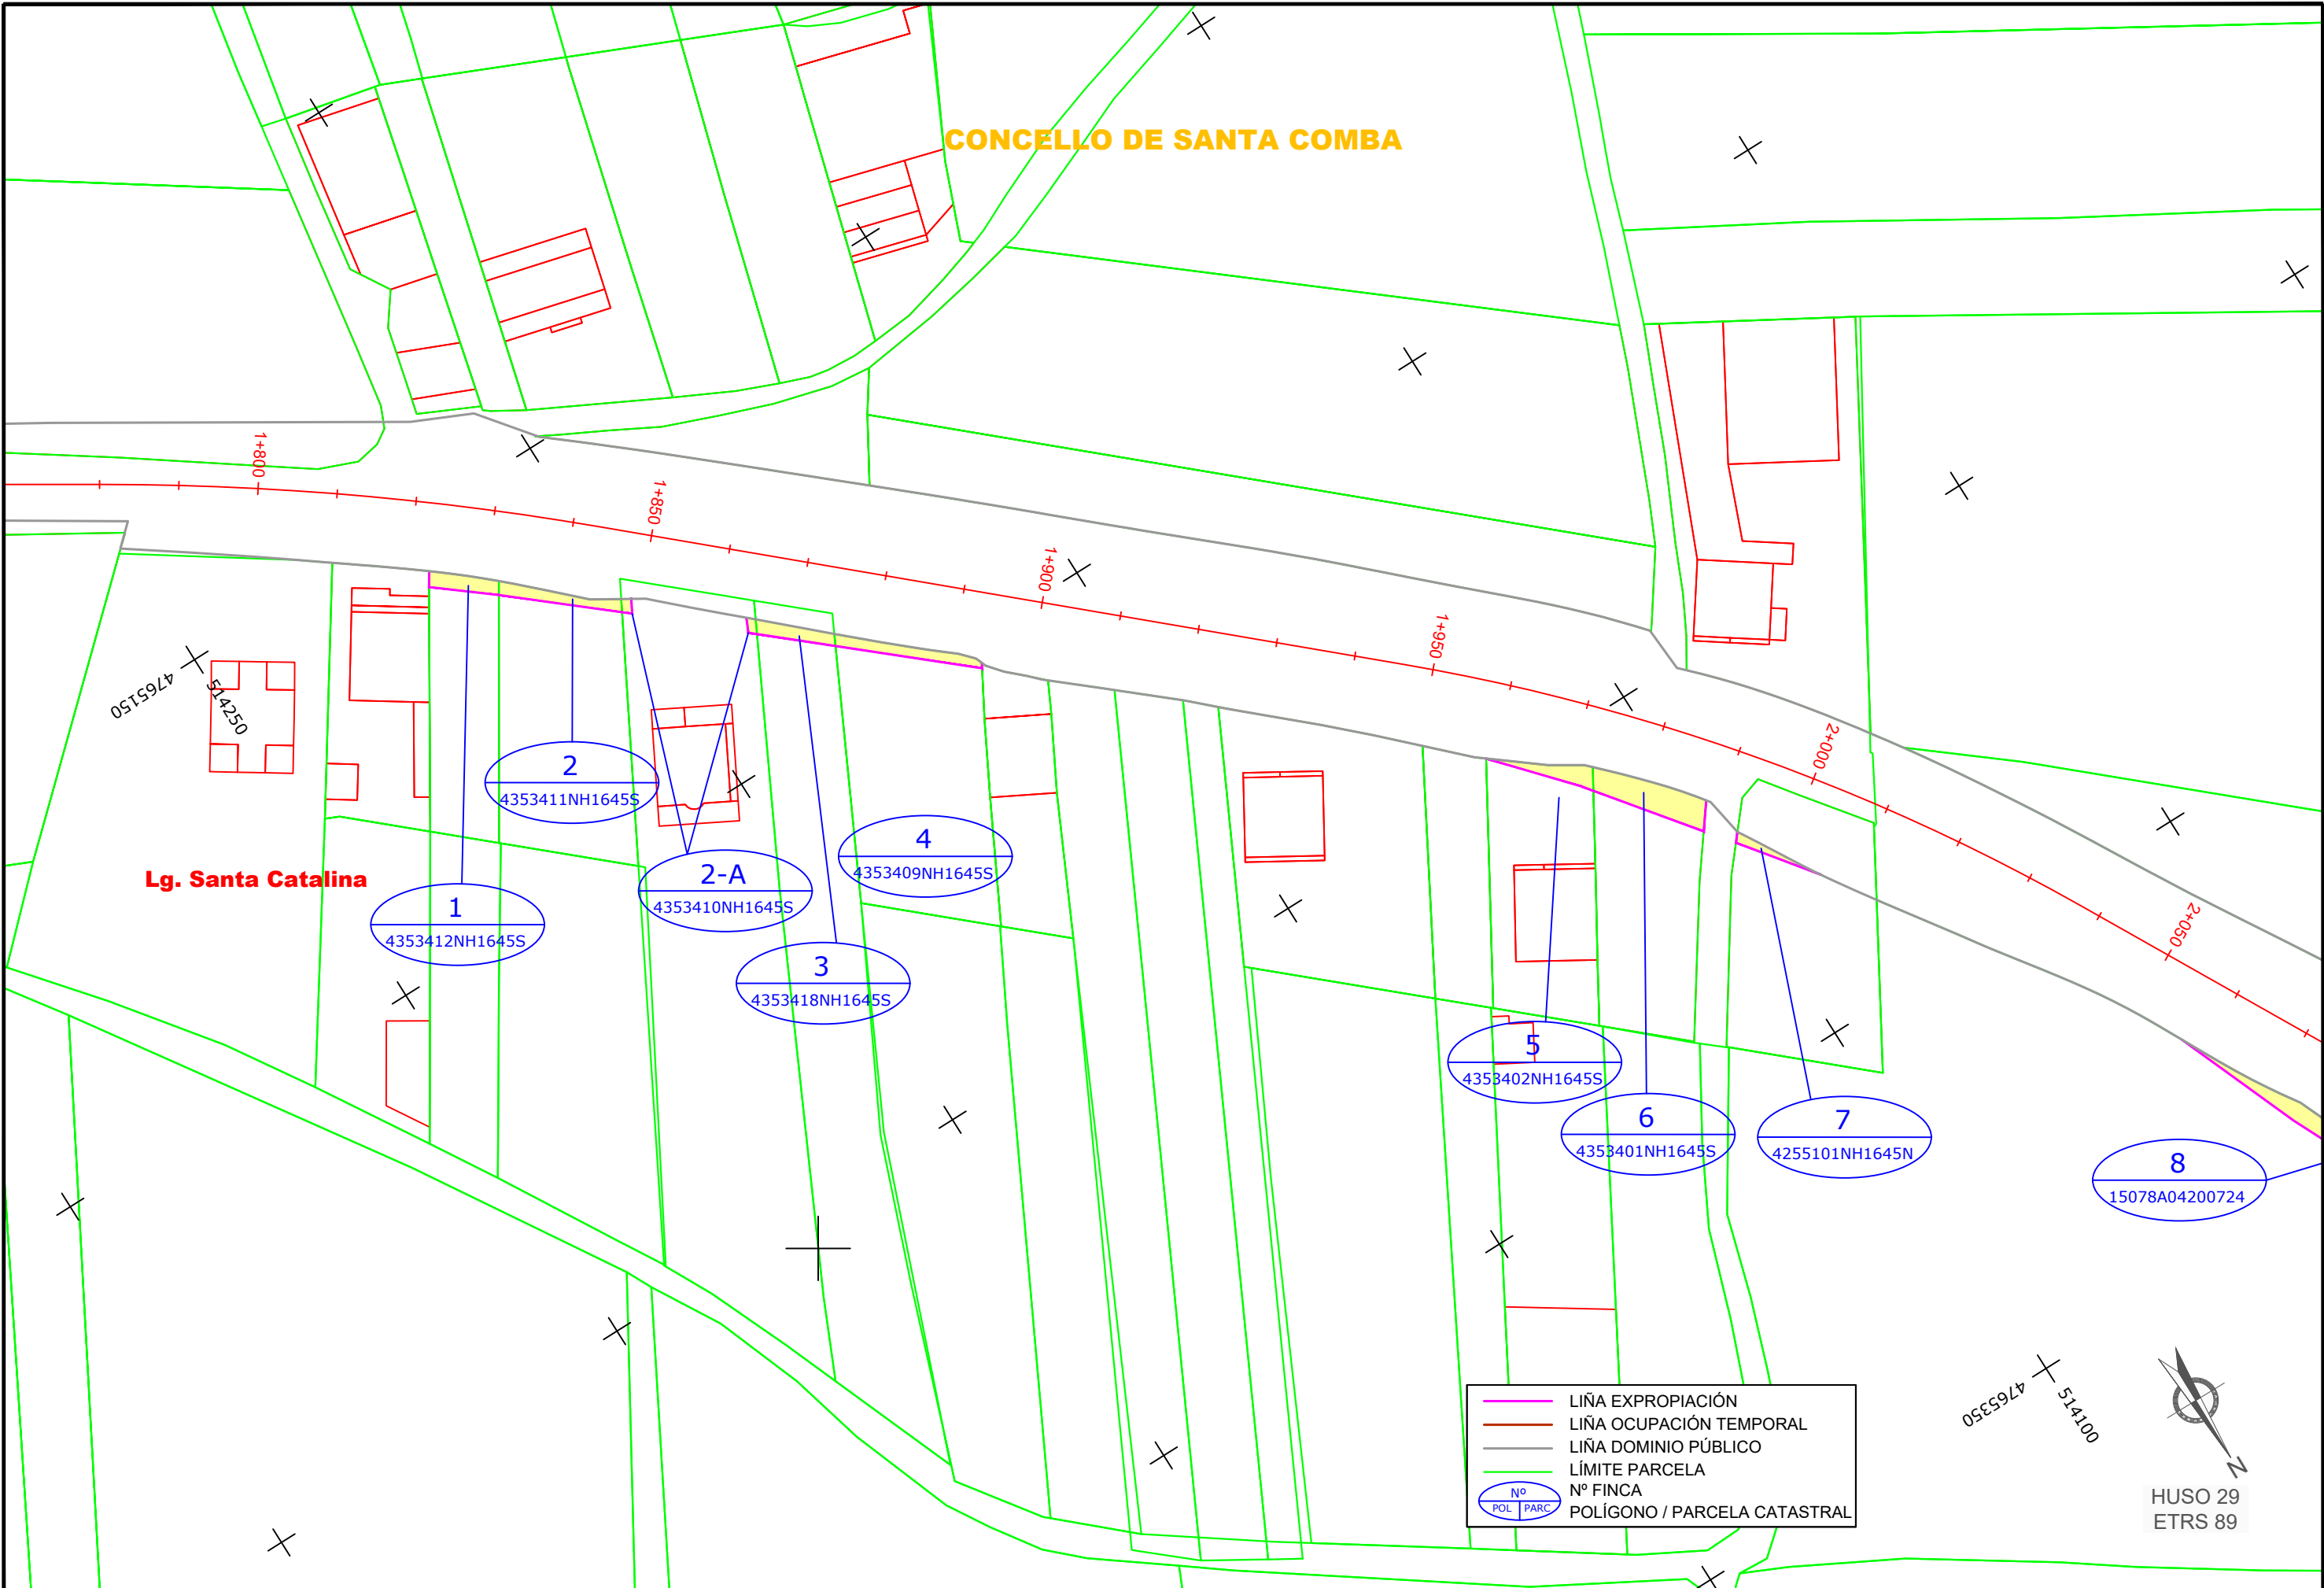 CONCELLO DE SANTA COMBA
1+800
1+850
1+900
1+950
2+000
2+050
4765150
514250
Lg. Santa Catalina
2
4353411NH1645S
4
4353409NH1645S
2-A
4353410NH1645S
1
4353412NH1645S
3
4353418NH1645S
5
4353402NH1645S
6
4353401NH1645S
7
4255101NH1645N
8
15078A04200724
4765350
514100
LIÑA EXPROPIACIÓN
LIÑA OCUPACIÓN TEMPORAL
LIÑA DOMINIO PÚBLICO
LÍMITE PARCELA
Nº
POL PARC
Nº FINCA
POLÍGONO / PARCELA CATASTRAL
N
HUSO 29
ETRS 89